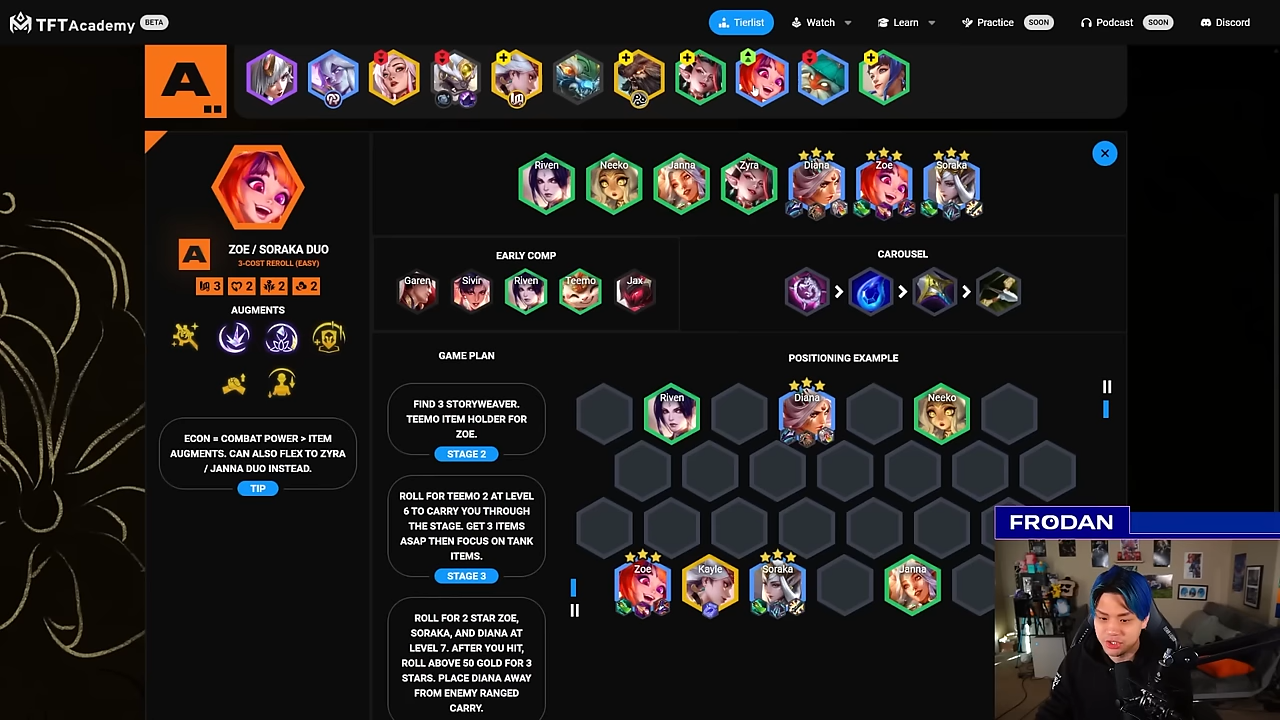 TFTAcademy BETA
Tierlist
Watch
Learn
Practice SOON
Podcast SOON
Discord
A
Riven
Neeko
Janna
Zyra
Diana
Zoe
Soraka
A
ZOE / SORAKA DUO
3-COST REROLL (EASY)
3
2
2
2
AUGMENTS
ECON = COMBAT POWER > ITEM
AUGMENTS. CAN ALSO FLEX TO ZYRA
/ JANNA DUO INSTEAD.
TIP
EARLY COMP
Garen
Sivir
Riven
Teemo
Jax
CAROUSEL
GAME PLAN
FIND 3 STORYWEAVER.
TEEMO ITEM HOLDER FOR
ZOE.
STAGE 2
ROLL FOR TEEMO 2 AT LEVEL
6 TO CARRY YOU THROUGH
THE STAGE. GET 3 ITEMS
ASAP THEN FOCUS ON TANK
ITEMS.
STAGE 3
ROLL FOR 2 STAR ZOE,
SORAKA, AND DIANA AT
LEVEL 7. AFTER YOU HIT,
ROLL ABOVE 50 GOLD FOR 3
STARS. PLACE DIANA AWAY
FROM ENEMY RANGED
CARRY.
POSITIONING EXAMPLE
Riven
Diana
Neeko
Zoe
Kayle
Soraka
Janna
FRODAN